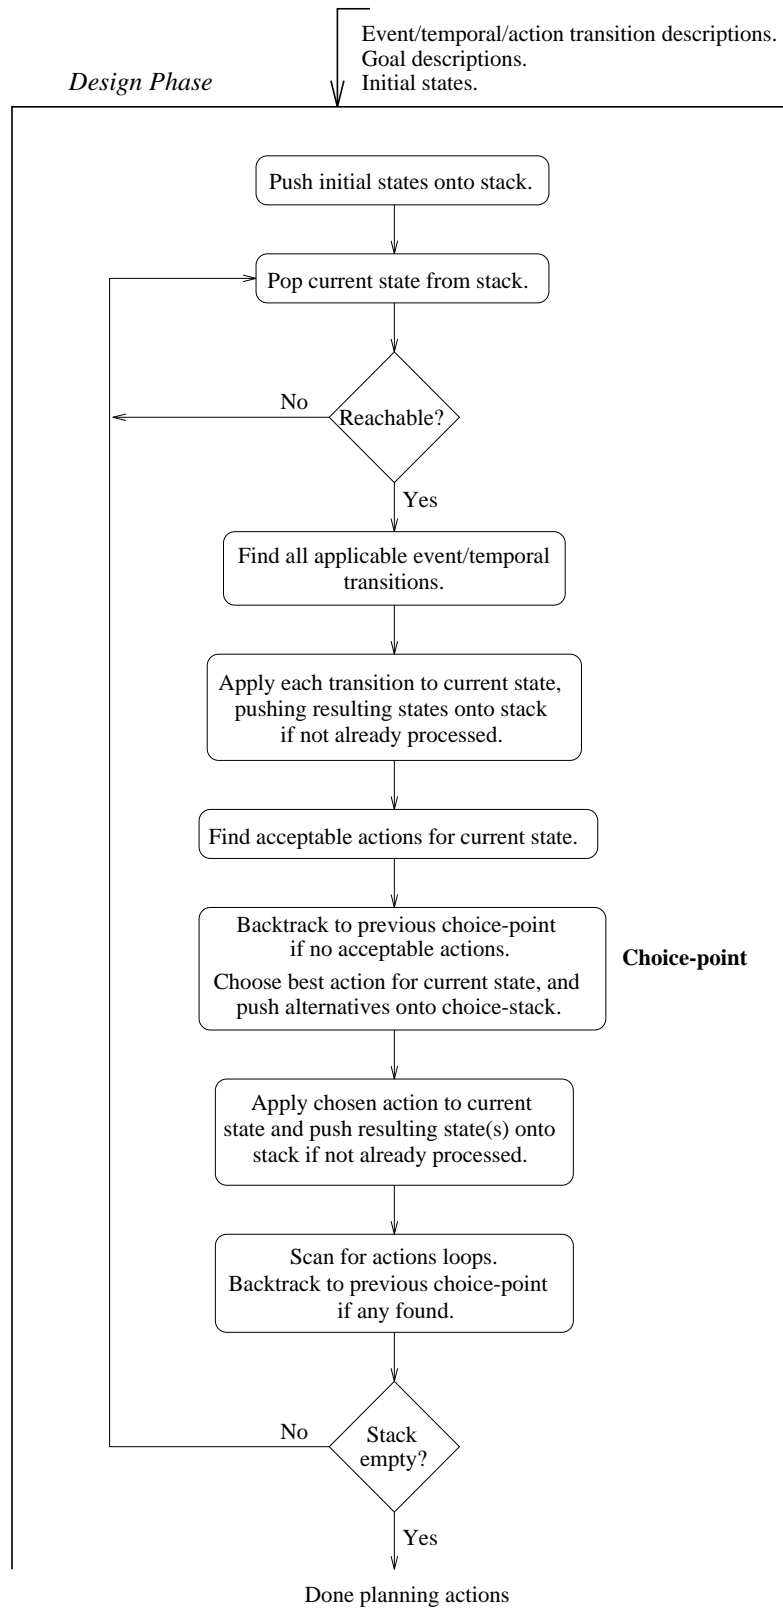 Event/temporal/action transition descriptions.
Goal descriptions.
Initial states.
Design Phase
Push initial states onto stack.
Pop current state from stack.
No
Reachable?
Yes
Find all applicable event/temporal
transitions.
Apply each transition to current state,
pushing resulting states onto stack
if not already processed.
Find acceptable actions for current state.
Backtrack to previous choice-point
if no acceptable actions.
Choose best action for current state, and
push alternatives onto choice-stack.
Choice-point
Apply chosen action to current
state and push resulting state(s) onto
stack if not already processed.
Scan for actions loops.
Backtrack to previous choice-point
if any found.
No
Stack
empty?
Yes
Done planning actions